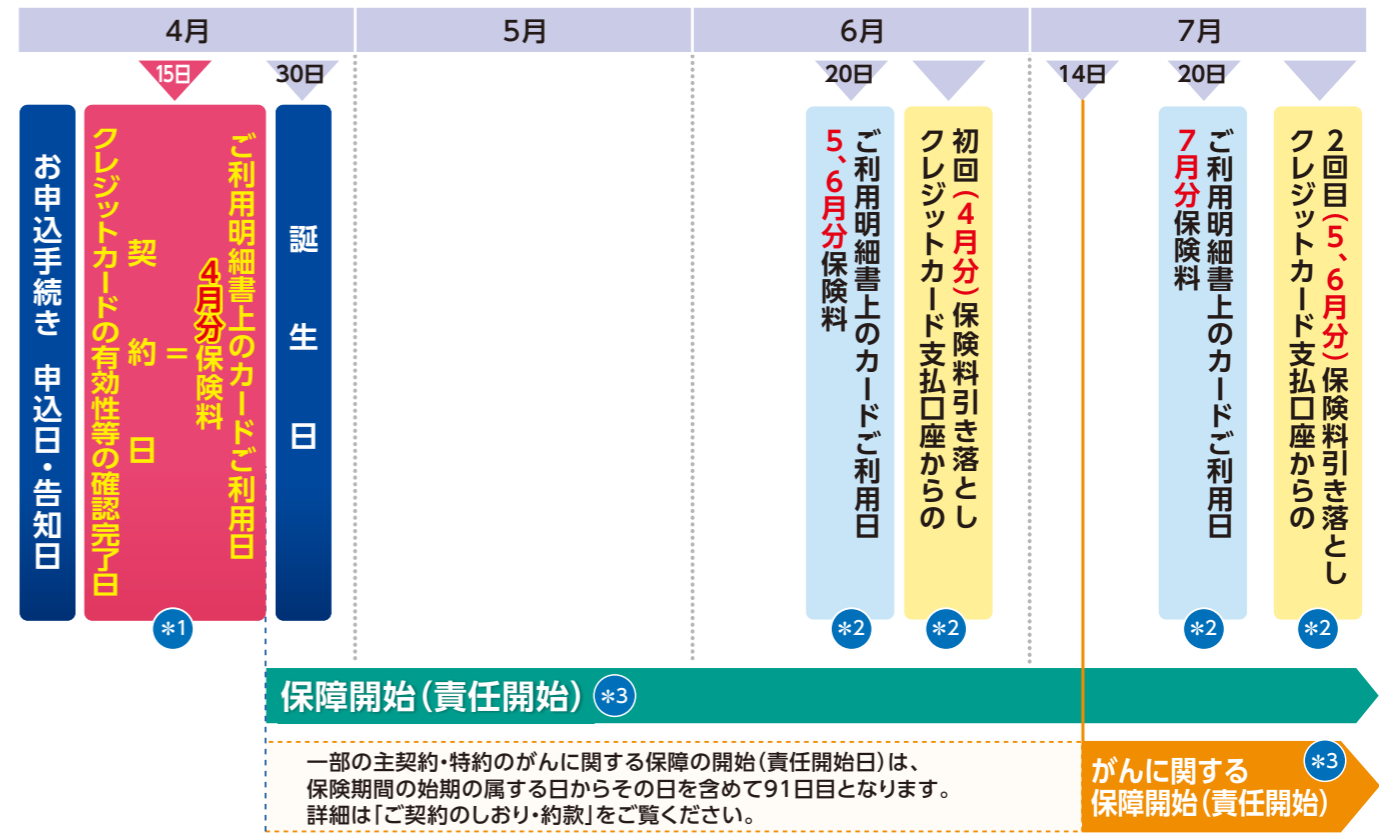 4月
5月
6月
7月
15日
30日
20日
14日
20日
お申込手続き 申込日・告知日
ご利用明細書上のカードご利用日
4月分保険料
=
契約日
クレジットカードの有効性等の確認完了日
誕生日
ご利用明細書上のカードご利用日
5、6月分保険料
初回(4月分)保険料引き落とし
クレジットカード支払口座からの
ご利用明細書上のカードご利用日
7月分保険料
2回目(5、6月分)保険料引き落とし
クレジットカード支払口座からの
*1
*2
*2
*2
*2
保障開始(責任開始) *3
一部の主契約・特約のがんに関する保障の開始(責任開始日)は、
保険期間の始期の属する日からその日を含めて91日目となります。
詳細は「ご契約のしおり・約款」をご覧ください。
がんに関する *3
保障開始(責任開始)